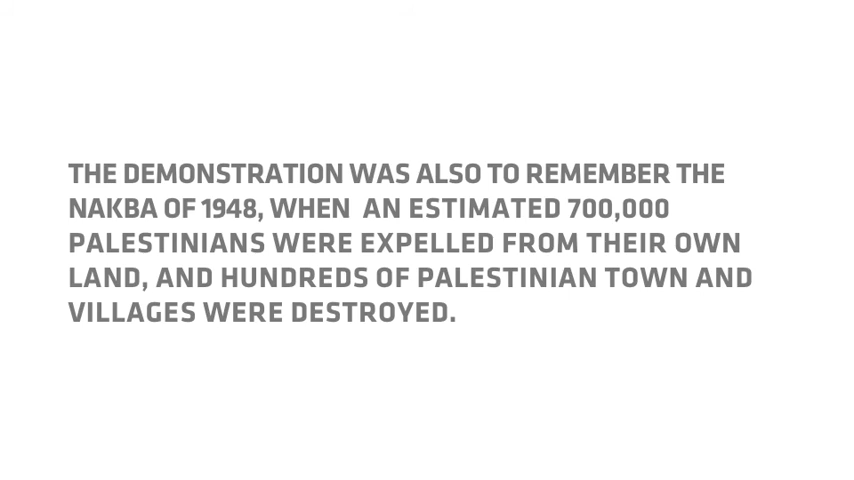 THE DEMONSTRATION WAS ALSO TO REMEMBER THE
NAKBA OF 1948, WHEN  AN ESTIMATED 700,000
PALESTINIANS WERE EXPELLED FROM THEIR OWN
LAND, AND HUNDREDS OF PALESTINIAN TOWN AND
VILLAGES WERE DESTROYED.